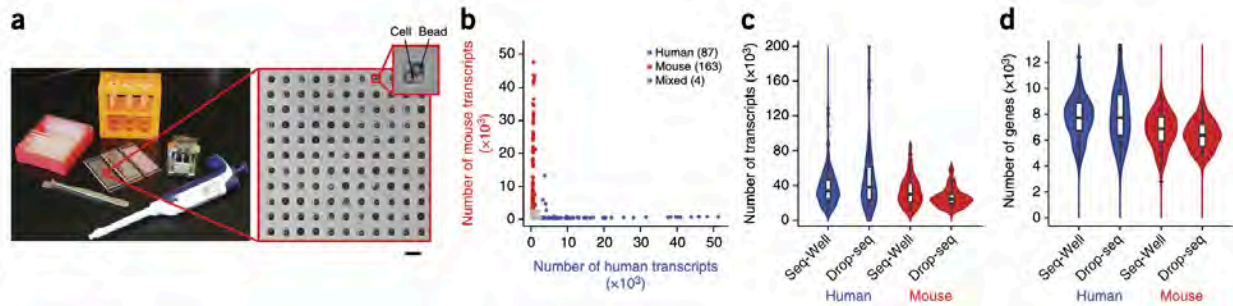 a
Cell Bead
b
Number of mouse transcripts
(×10³)
50
40
30
20
10
0
Human (87)
Mouse (163)
Mixed (4)
0 10 20 30 40 50
Number of human transcripts
(×10³)
c
Number of transcripts (×10³)
200
160
120
80
40
0
Seq-Well Drop-seq Seq-Well Drop-seq
Human Mouse
d
Number of genes (×10³)
12
10
8
6
4
2
0
Seq-Well Drop-seq Seq-Well Drop-seq
Human Mouse